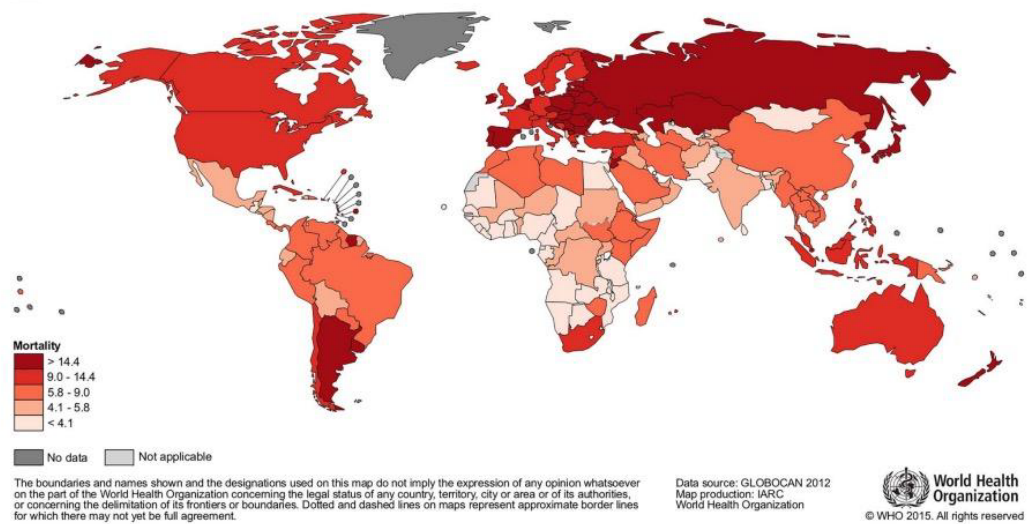 Mortality
> 14.4
9.0 - 14.4
5.8 - 9.0
4.1 - 5.8
< 4.1
No data
Not applicable
The boundaries and names shown and the designations used on this map do not imply the expression of any opinion whatsoever
on the part of the World Health Organization concerning the legal status of any country, territory, city or area or of its authorities,
or concerning the delimitation of its frontiers or boundaries. Dotted and dashed lines on maps represent approximate border lines
for which there may not yet be full agreement.
Data source: GLOBOCAN 2012
Map production: IARC
World Health Organization
World Health
Organization
© WHO 2015. All rights reserved